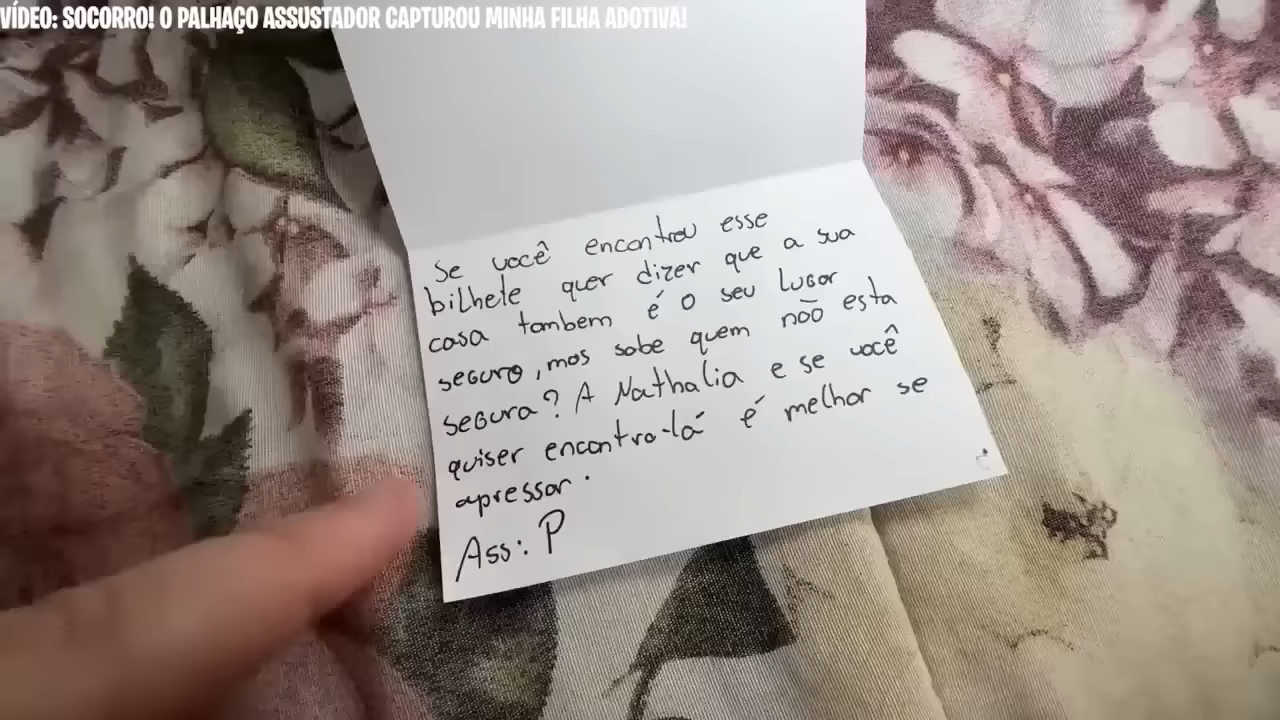 VÍDEO: SOCORRO! O PALHAÇO ASSUSTADOR CAPTUROU MINHA FILHA ADOTIVA!
Se você encontrou esse
bilhete quer dizer que a sua
casa tambem é o seu lugar
seguro, mas sabe quem não esta
segura? A Nathalia e se você
quiser encontra-lá é melhor se
apressar.
Ass: P